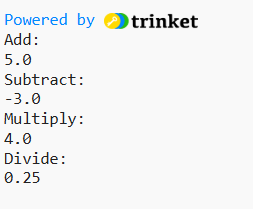 Powered by trinket
Add:
5.0
Subtract:
-3.0
Multiply:
4.0
Divide:
0.25